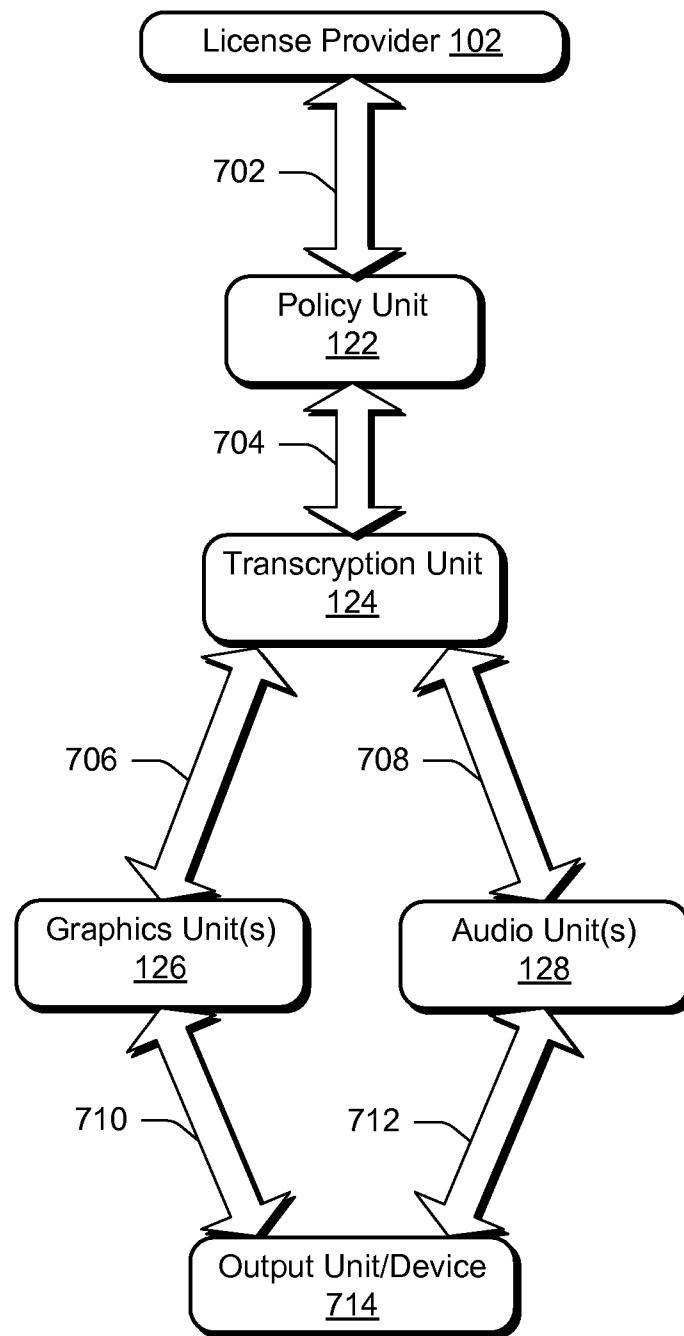 License Provider 102
702
Policy Unit
122
704
Transcryption Unit
124
706
708
Graphics Unit(s)
126
Audio Unit(s)
128
710
712
Output Unit/Device
714